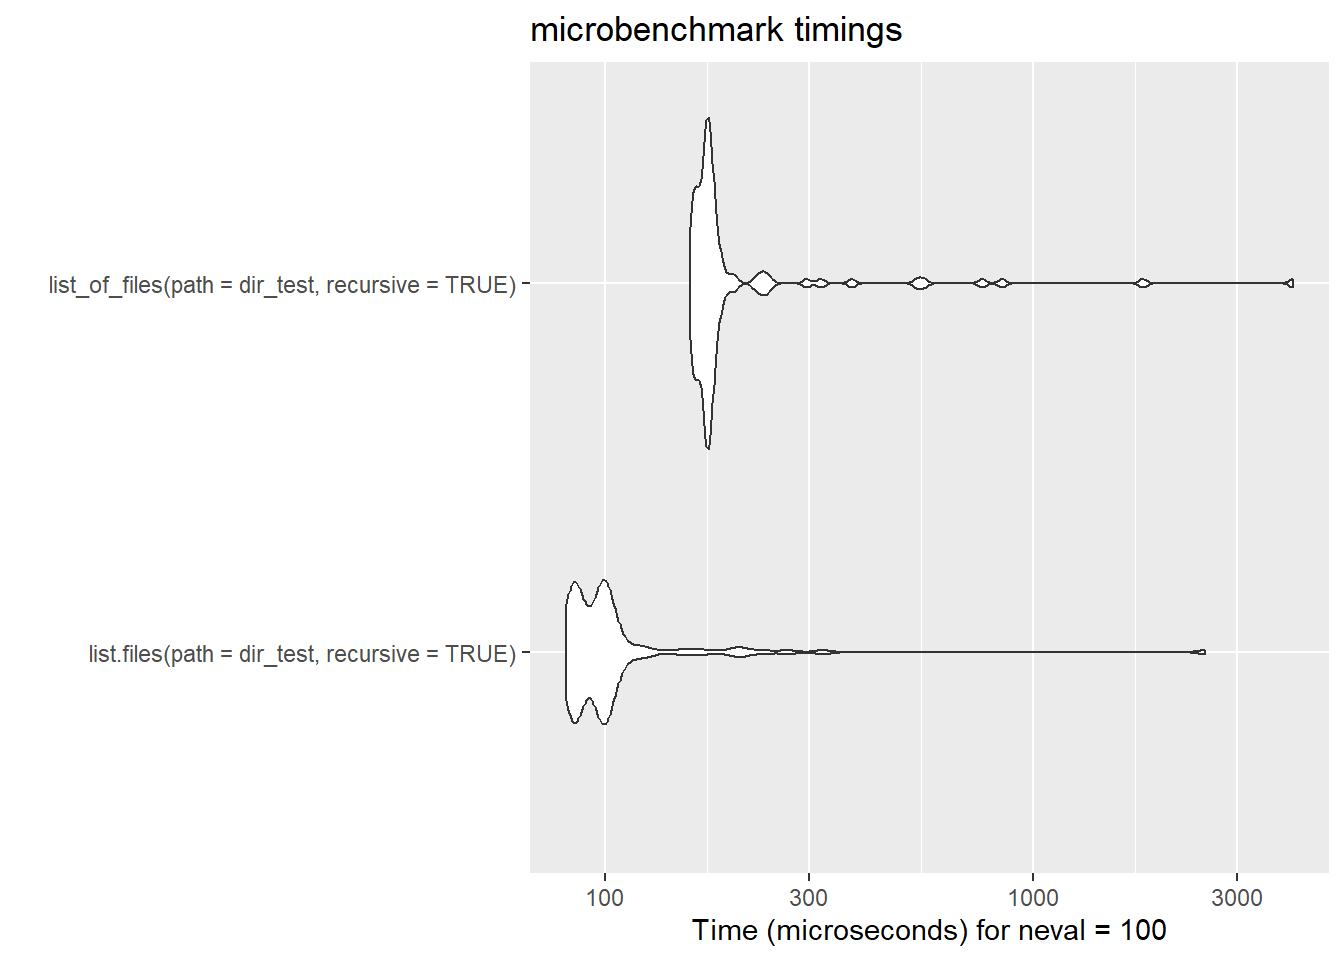 microbenchmark timings
list_of_files(path = dir_test, recursive = TRUE)
list.files(path = dir_test, recursive = TRUE)
100 300 1000 3000
Time (microseconds) for neval = 100